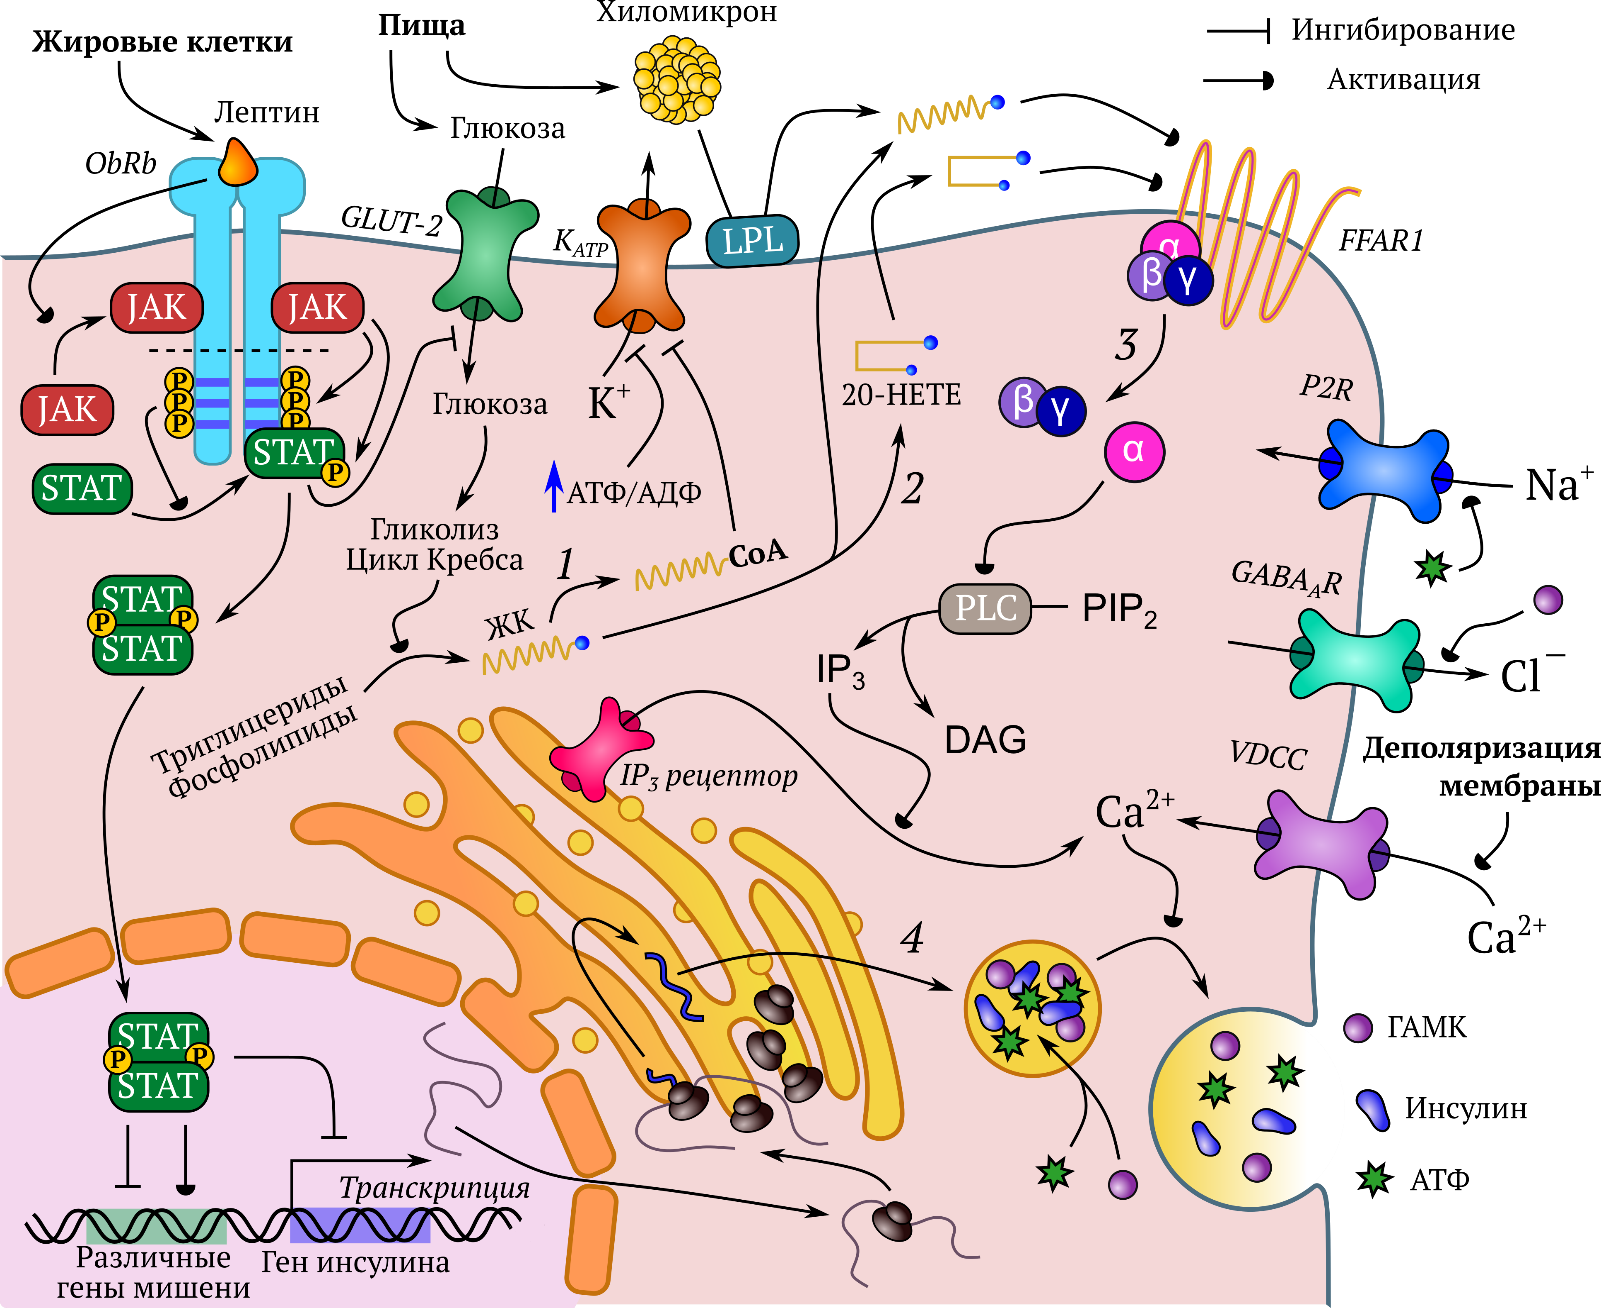 Жировые клетки
Пища
Хиломикрон
Ингибирование
Активация
Лептин
Глюкоза
ObRb
GLUT-2
K_ATP
LPL
FFAR1
α
β
γ
JAK
JAK
JAK
P
P
P
P
P
P
STAT
P
STAT
Глюкоза
K⁺
АТФ/АДФ
20-HETE
3
β
γ
α
P2R
Na⁺
2
Гликолиз
Цикл Кребса
1
CoA
ЖК
STAT
P
P
STAT
PLC
PIP₂
IP₃
DAG
GABA_AR
Cl⁻
Триглицериды
Фосфолипиды
IP₃ рецептор
VDCC
Деполяризация
мембраны
Ca²⁺
Ca²⁺
4
STAT
P
P
STAT
ГАМК
Инсулин
АТФ
Транскрипция
Различные
гены мишени
Ген инсулина